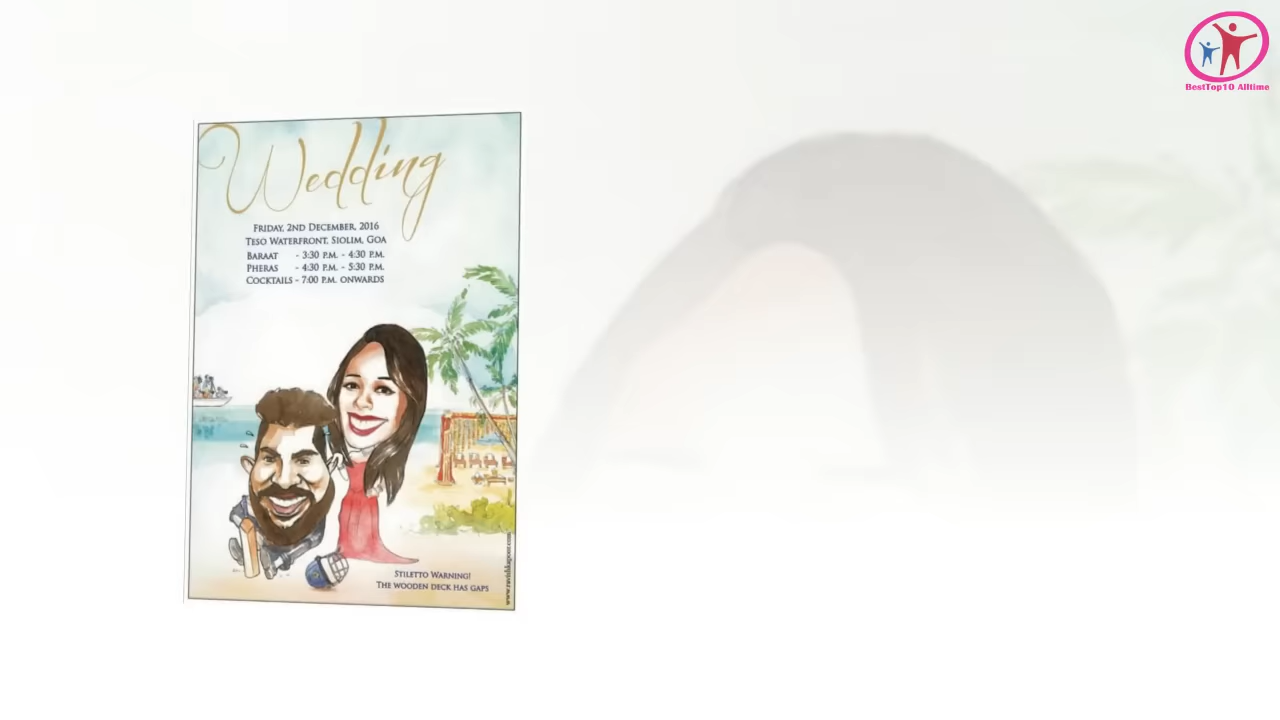 BestTop10 Alltime
Wedding
Friday, 2nd December, 2016
Teso Waterfront, Siolim, Goa
Baraat - 3:30 p.m. - 4:30 p.m.
Pheras - 4:30 p.m. - 5:30 p.m.
Cocktails - 7:00 p.m. onwards
Stiletto Warning!
The wooden deck has gaps